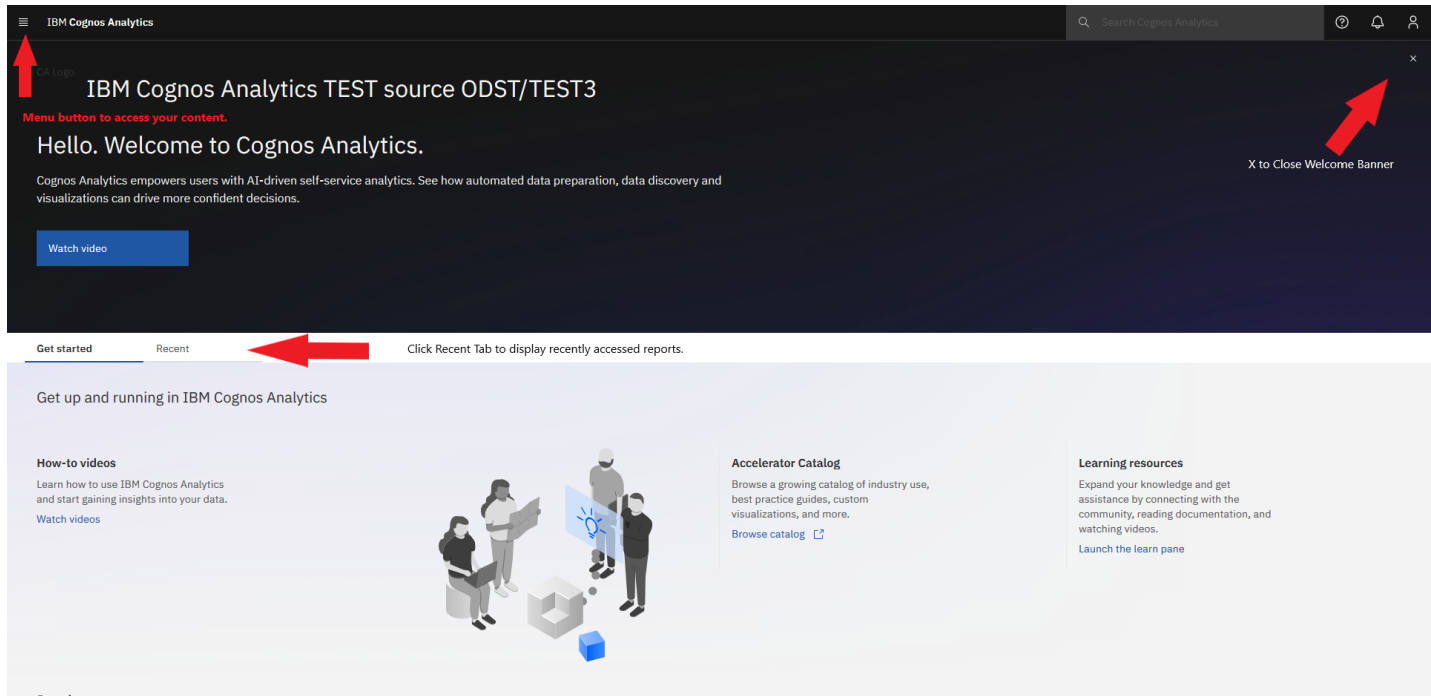 IBM Cognos Analytics
Search Cognos Analytics
CA Logo
IBM Cognos Analytics TEST source ODST/TEST3
Menu button to access your content.
Hello. Welcome to Cognos Analytics.
X to Close Welcome Banner
Cognos Analytics empowers users with AI-driven self-service analytics. See how automated data preparation, data discovery and
visualizations can drive more confident decisions.
Watch video
Get started
Recent
Click Recent Tab to display recently accessed reports.
Get up and running in IBM Cognos Analytics
How-to videos
Learn how to use IBM Cognos Analytics
and start gaining insights into your data.
Watch videos
Accelerator Catalog
Browse a growing catalog of industry use,
best practice guides, custom
visualizations, and more.
Browse catalog
Learning resources
Expand your knowledge and get
assistance by connecting with the
community, reading documentation, and
watching videos.
Launch the learn pane